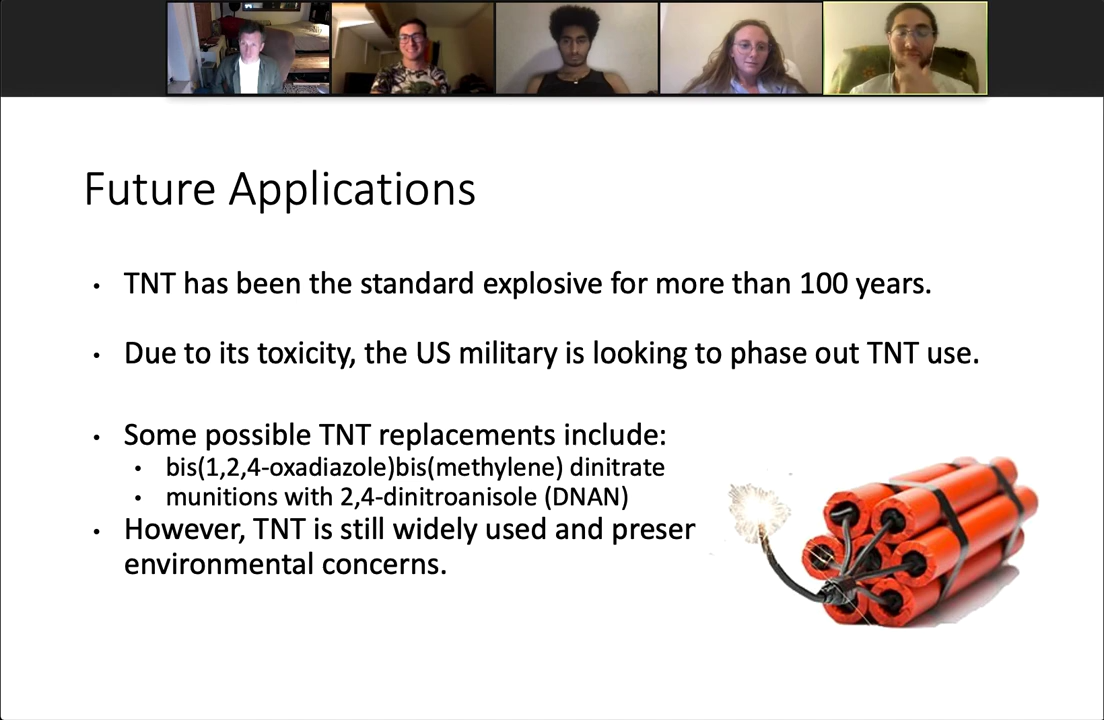 Future Applications
• TNT has been the standard explosive for more than 100 years.
• Due to its toxicity, the US military is looking to phase out TNT use.
• Some possible TNT replacements include:
• bis(1,2,4-oxadiazole)bis(methylene) dinitrate
• munitions with 2,4-dinitroanisole (DNAN)
• However, TNT is still widely used and preser
environmental concerns.